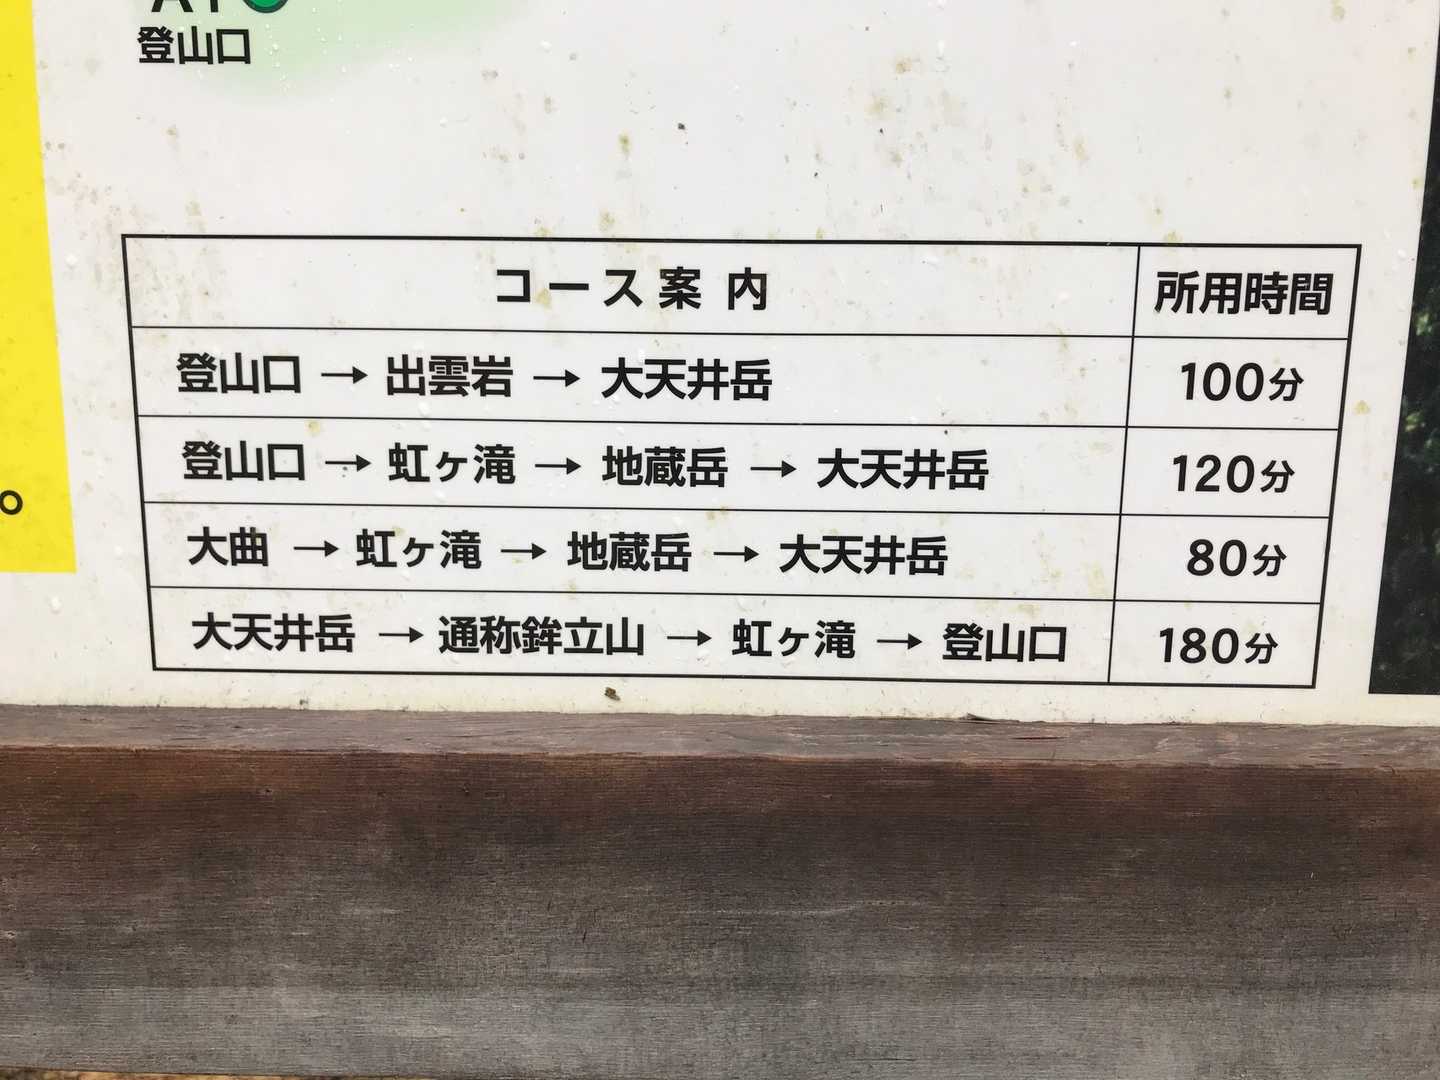 登山口
コース案内 所用時間
登山口 → 出雲岩 → 大天井岳 100分
登山口 → 虹ヶ滝 → 地蔵岳 → 大天井岳 120分
大曲 → 虹ヶ滝 → 地蔵岳 → 大天井岳 80分
大天井岳 → 通称鉾立山 → 虹ヶ滝 → 登山口 180分
。